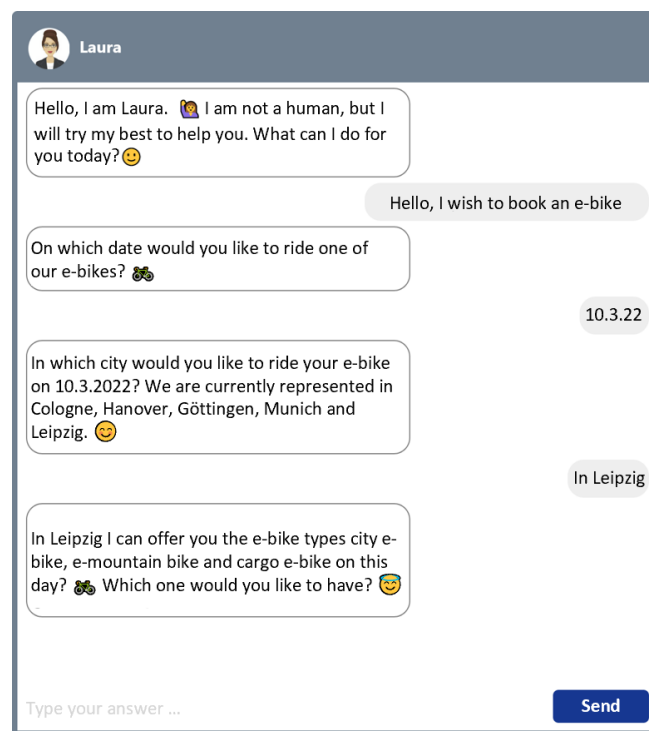 Laura
Hello, I am Laura. 🙋‍♀️ I am not a human, but I
will try my best to help you. What can I do for
you today?🙂
Hello, I wish to book an e-bike
On which date would you like to ride one of
our e-bikes? 🚲
10.3.22
In which city would you like to ride your e-bike
on 10.3.2022? We are currently represented in
Cologne, Hanover, Göttingen, Munich and
Leipzig. 😊
In Leipzig
In Leipzig I can offer you the e-bike types city e-
bike, e-mountain bike and cargo e-bike on this
day? 🚲 Which one would you like to have? 😇
Type your answer ...
Send